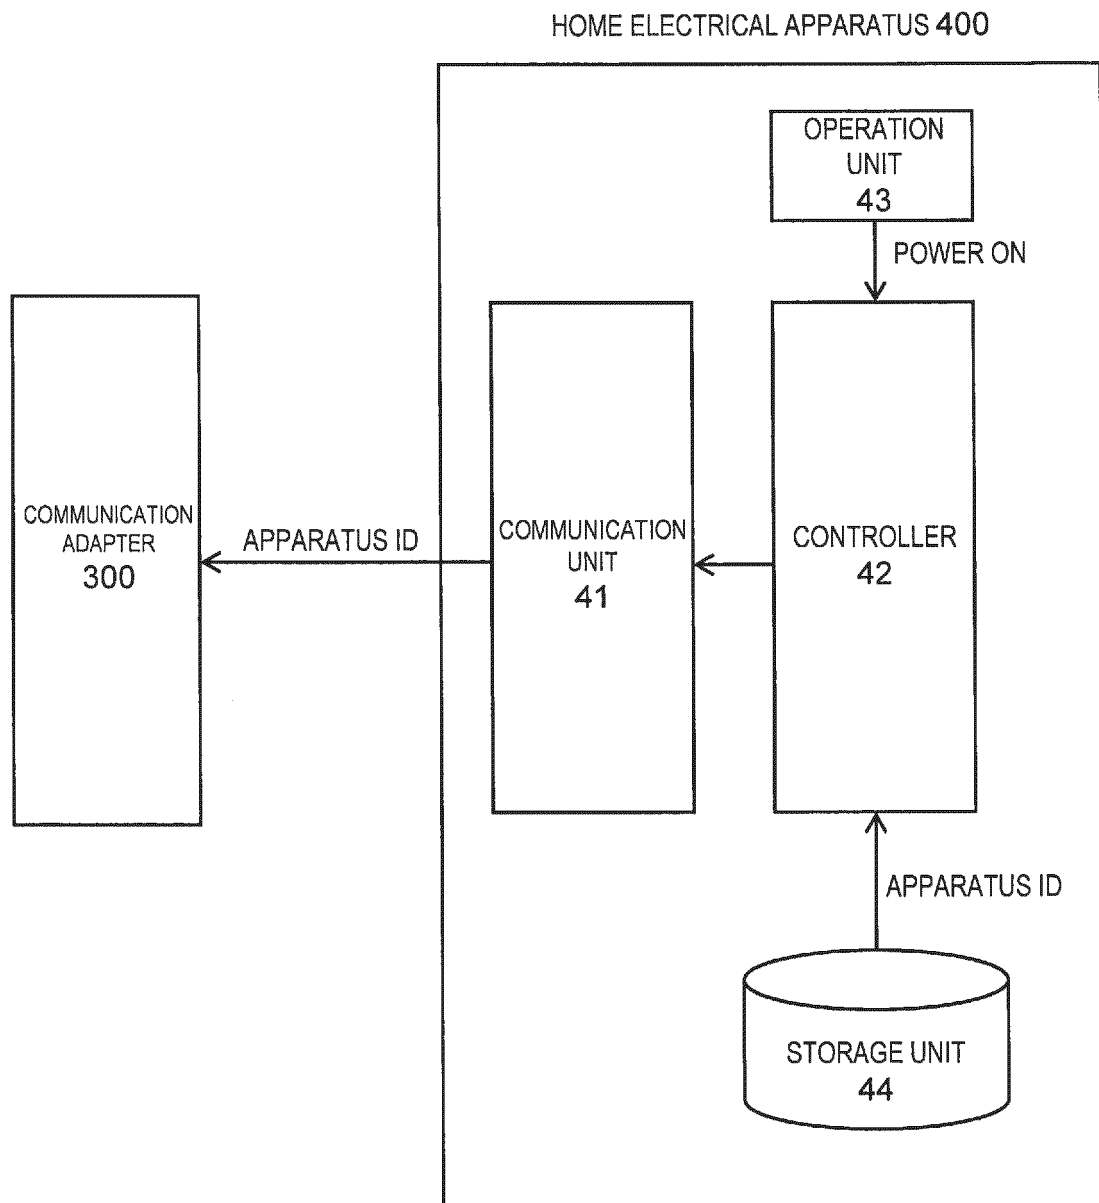 HOME ELECTRICAL APPARATUS 400
OPERATION
UNIT
43
POWER ON
COMMUNICATION
ADAPTER
300
APPARATUS ID
COMMUNICATION
UNIT
41
CONTROLLER
42
APPARATUS ID
STORAGE UNIT
44